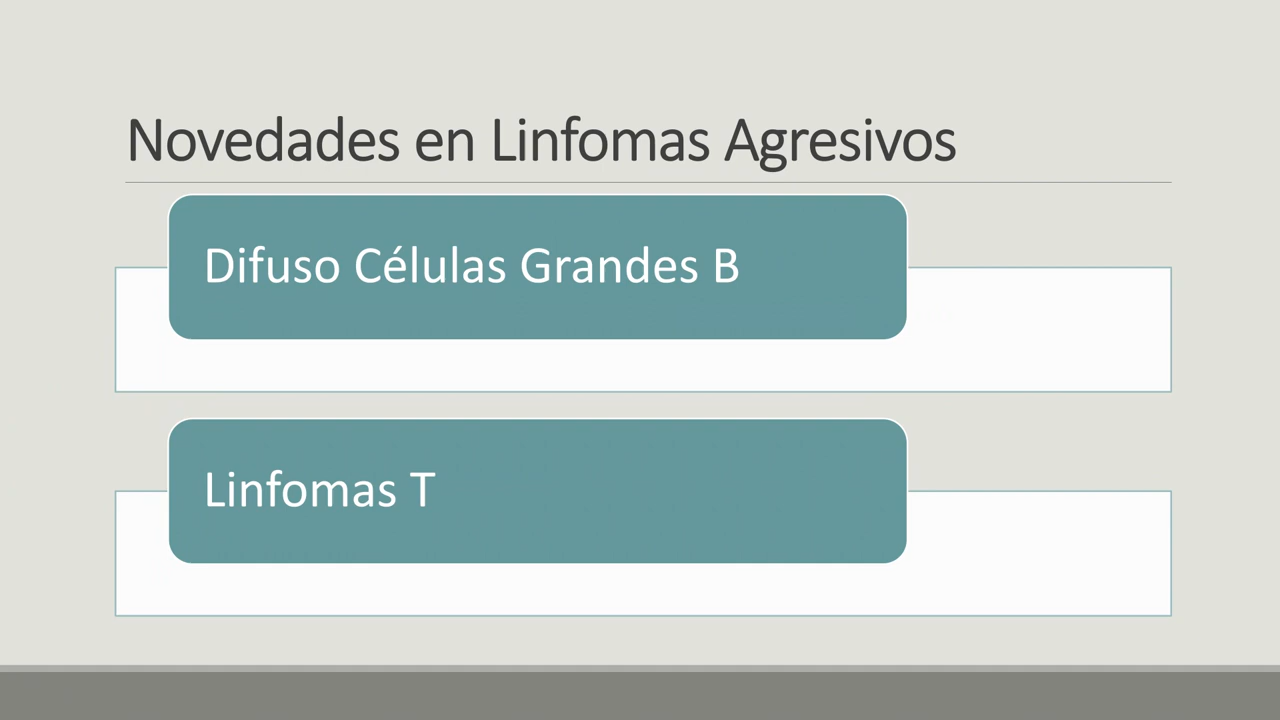 Novedades en Linfomas Agresivos
Difuso Células Grandes B
Linfomas T